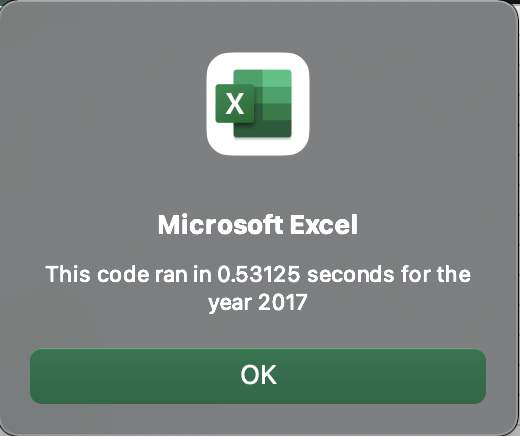 X
Microsoft Excel
This code ran in 0.53125 seconds for the
year 2017
OK